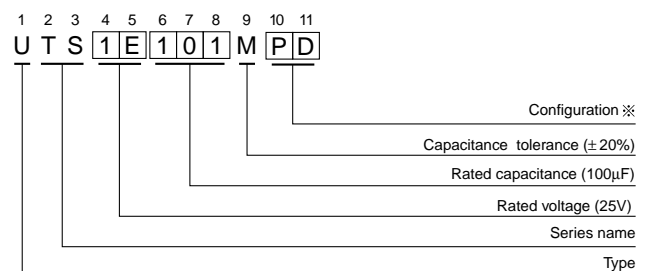 1 2 3 4 5 6 7 8 9 10 11
U T S 1 E 1 0 1 M P D
Configuration ※
Capacitance tolerance (±20%)
Rated capacitance (100μF)
Rated voltage (25V)
Series name
Type